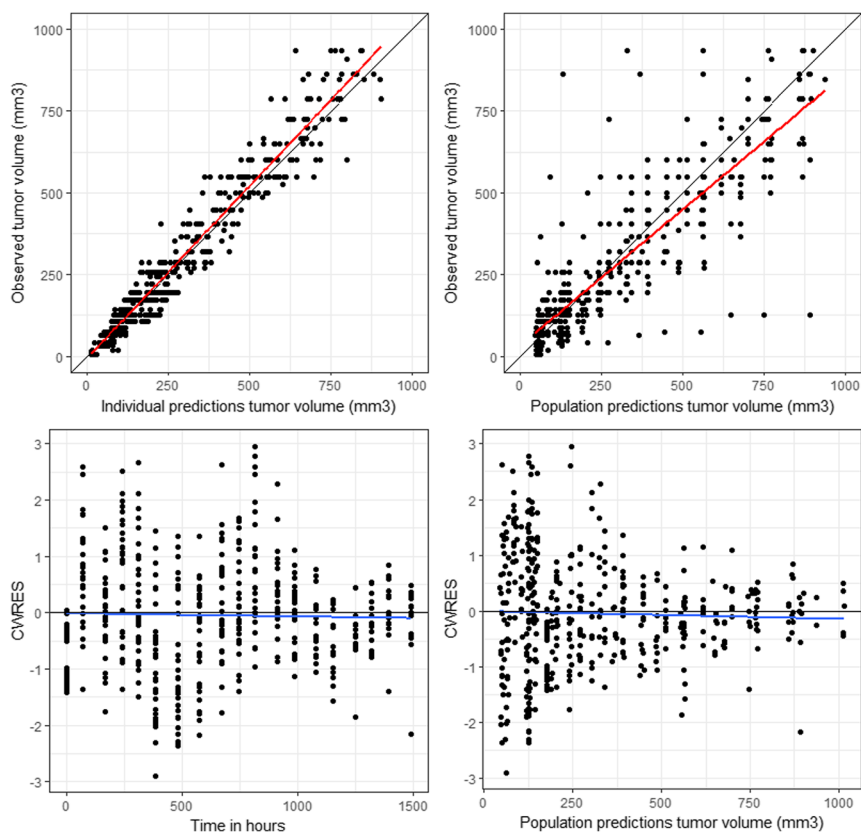 1000
750
500
250
0
Observed tumor volume (mm3)
0 250 500 750 1000
Individual predictions tumor volume (mm3)
1000
750
500
250
0
Observed tumor volume (mm3)
0 250 500 750 1000
Population predictions tumor volume (mm3)
3
2
1
0
-1
-2
-3
CWRES
0 500 1000 1500
Time in hours
3
2
1
0
-1
-2
-3
CWRES
0 250 500 750 1000
Population predictions tumor volume (mm3)